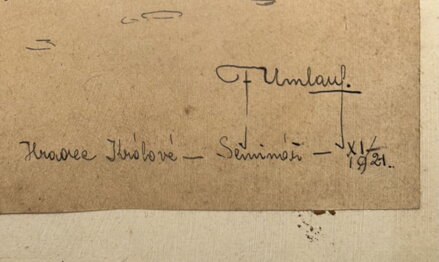 F Umlauf.
Hradec Králové — Seminář — XI/1921.